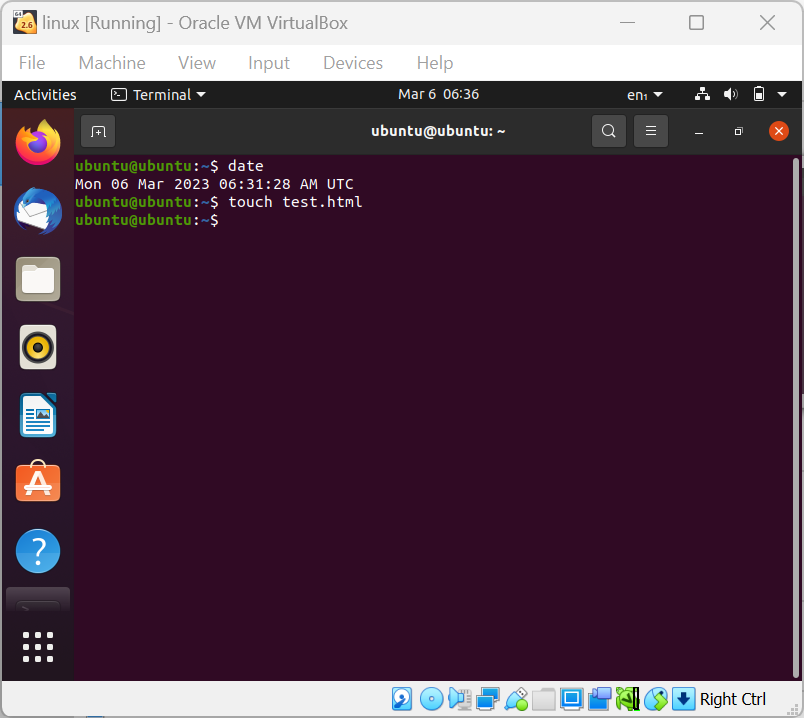 linux [Running] - Oracle VM VirtualBox
File Machine View Input Devices Help
Activities Terminal Mar 6 06:36 en₁
ubuntu@ubuntu: ~
ubuntu@ubuntu:~$ date
Mon 06 Mar 2023 06:31:28 AM UTC
ubuntu@ubuntu:~$ touch test.html
ubuntu@ubuntu:~$
Right Ctrl